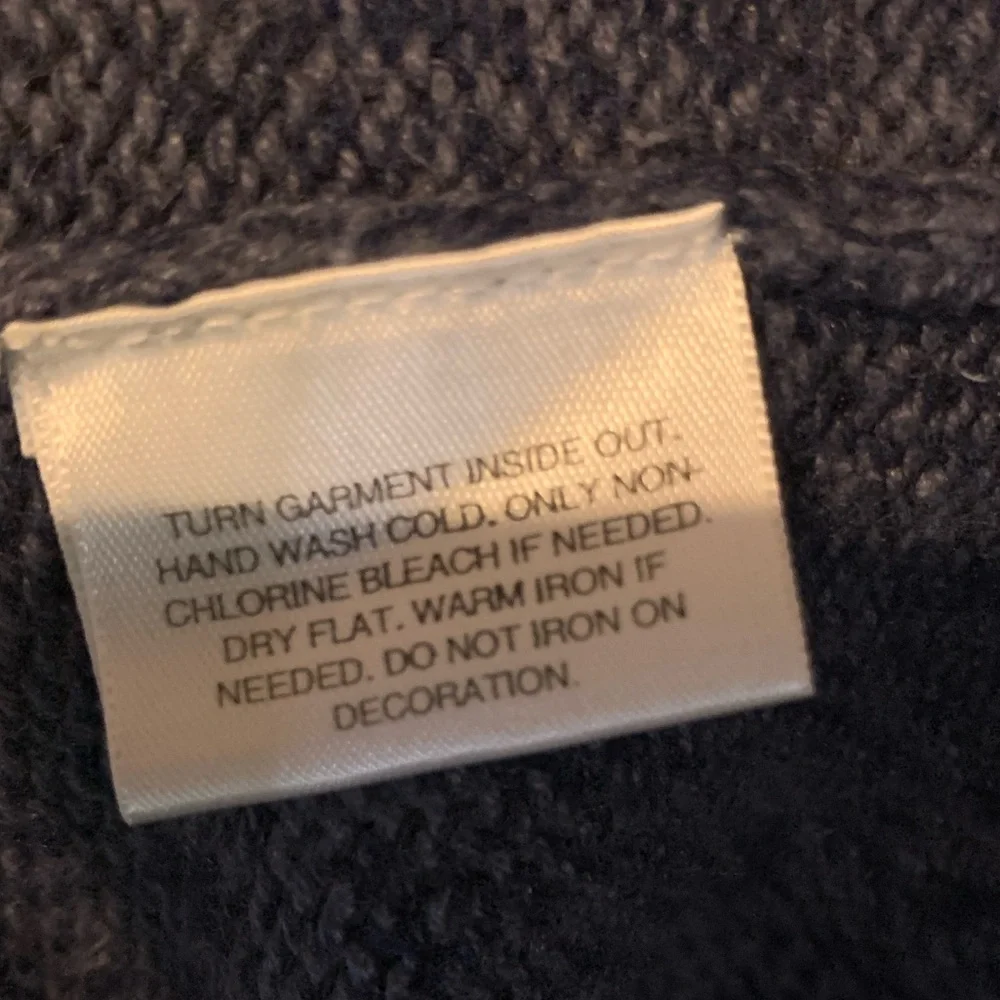 TURN GARMENT INSIDE OUT.
HAND WASH COLD. ONLY NON-
CHLORINE BLEACH IF NEEDED.
DRY FLAT. WARM IRON IF
NEEDED. DO NOT IRON ON
DECORATION.